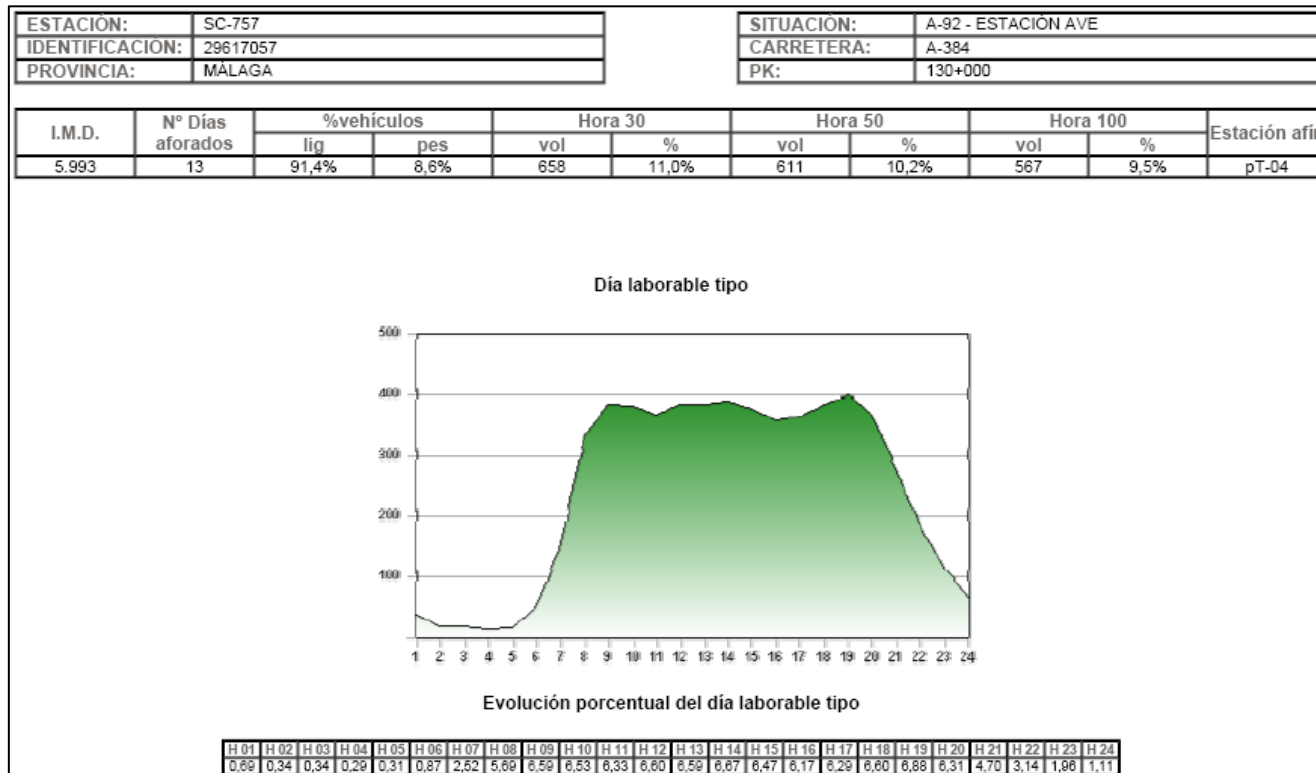 ESTACIÓN: SC-757 SITUACIÓN: A-92 - ESTACIÓN AVE
IDENTIFICACIÓN: 29617057 CARRETERA: A-384
PROVINCIA: MÁLAGA PK: 130+000
I.M.D. Nº Días aforados %vehículos Hora 30 Hora 50 Hora 100 Estación afín
lig pes vol % vol % vol %
5.993 13 91,4% 8,6% 658 11,0% 611 10,2% 567 9,5% pT-04
Día laborable tipo
500
400
300
200
100
1 2 3 4 5 6 7 8 9 10 11 12 13 14 15 16 17 18 19 20 21 22 23 24
Evolución porcentual del día laborable tipo
H 01 H 02 H 03 H 04 H 05 H 06 H 07 H 08 H 09 H 10 H 11 H 12 H 13 H 14 H 15 H 16 H 17 H 18 H 19 H 20 H 21 H 22 H 23 H 24
0,69 0,34 0,34 0,29 0,31 0,87 2,52 5,69 6,59 6,53 6,33 6,60 6,59 6,67 6,47 6,17 6,29 6,60 6,88 6,31 4,70 3,14 1,96 1,11